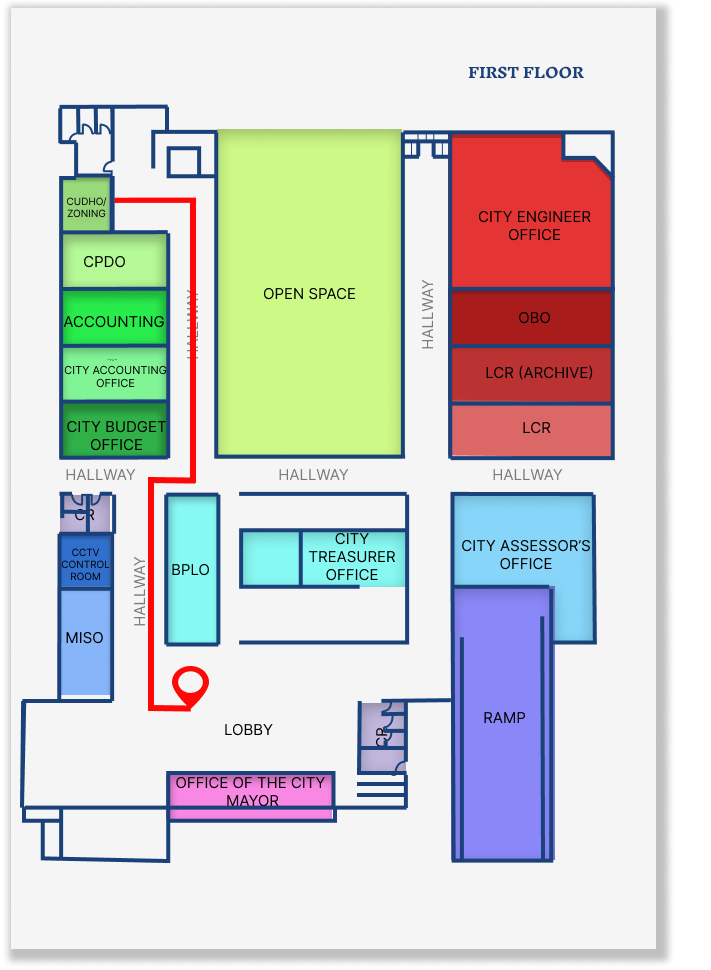 FIRST FLOOR
CUDHO/
ZONING
CPDO
ACCOUNTING
CITY ACCOUNTING
OFFICE
CITY BUDGET
OFFICE
HALLWAY
OPEN SPACE
HALLWAY
CITY ENGINEER
OFFICE
OBO
LCR (ARCHIVE)
LCR
HALLWAY
HALLWAY
HALLWAY
CR
CCTV
CONTROL
ROOM
MISO
HALLWAY
BPLO
CITY
TREASURER
OFFICE
CITY ASSESSOR'S
OFFICE
RAMP
LOBBY
CR
OFFICE OF THE CITY
MAYOR